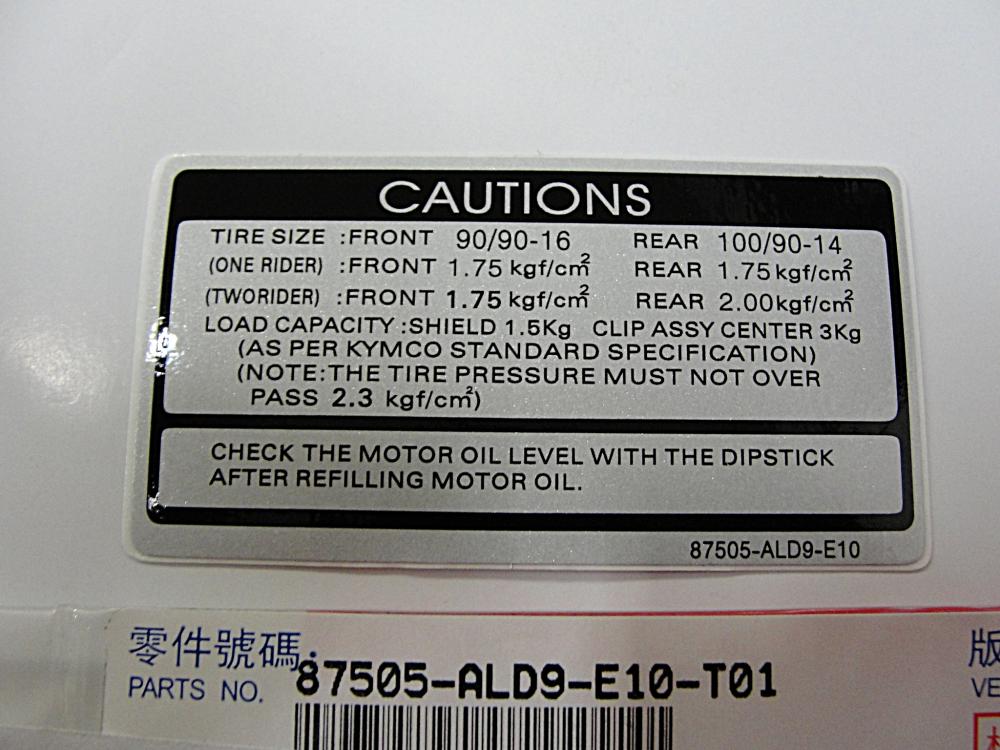 CAUTIONS
TIRE SIZE :FRONT 90/90-16 REAR 100/90-14
(ONE RIDER) :FRONT 1.75 kgf/cm² REAR 1.75 kgf/cm²
(TWORIDER) :FRONT 1.75 kgf/cm² REAR 2.00kgf/cm²
LOAD CAPACITY :SHIELD 1.5Kg CLIP ASSY CENTER 3Kg
(AS PER KYMCO STANDARD SPECIFICATION)
(NOTE:THE TIRE PRESSURE MUST NOT OVER
PASS 2.3 kgf/cm²)
CHECK THE MOTOR OIL LEVEL WITH THE DIPSTICK
AFTER REFILLING MOTOR OIL.
87505-ALD9-E10
零件號碼:
PARTS NO. 87505-ALD9-E10-T01
版
VE